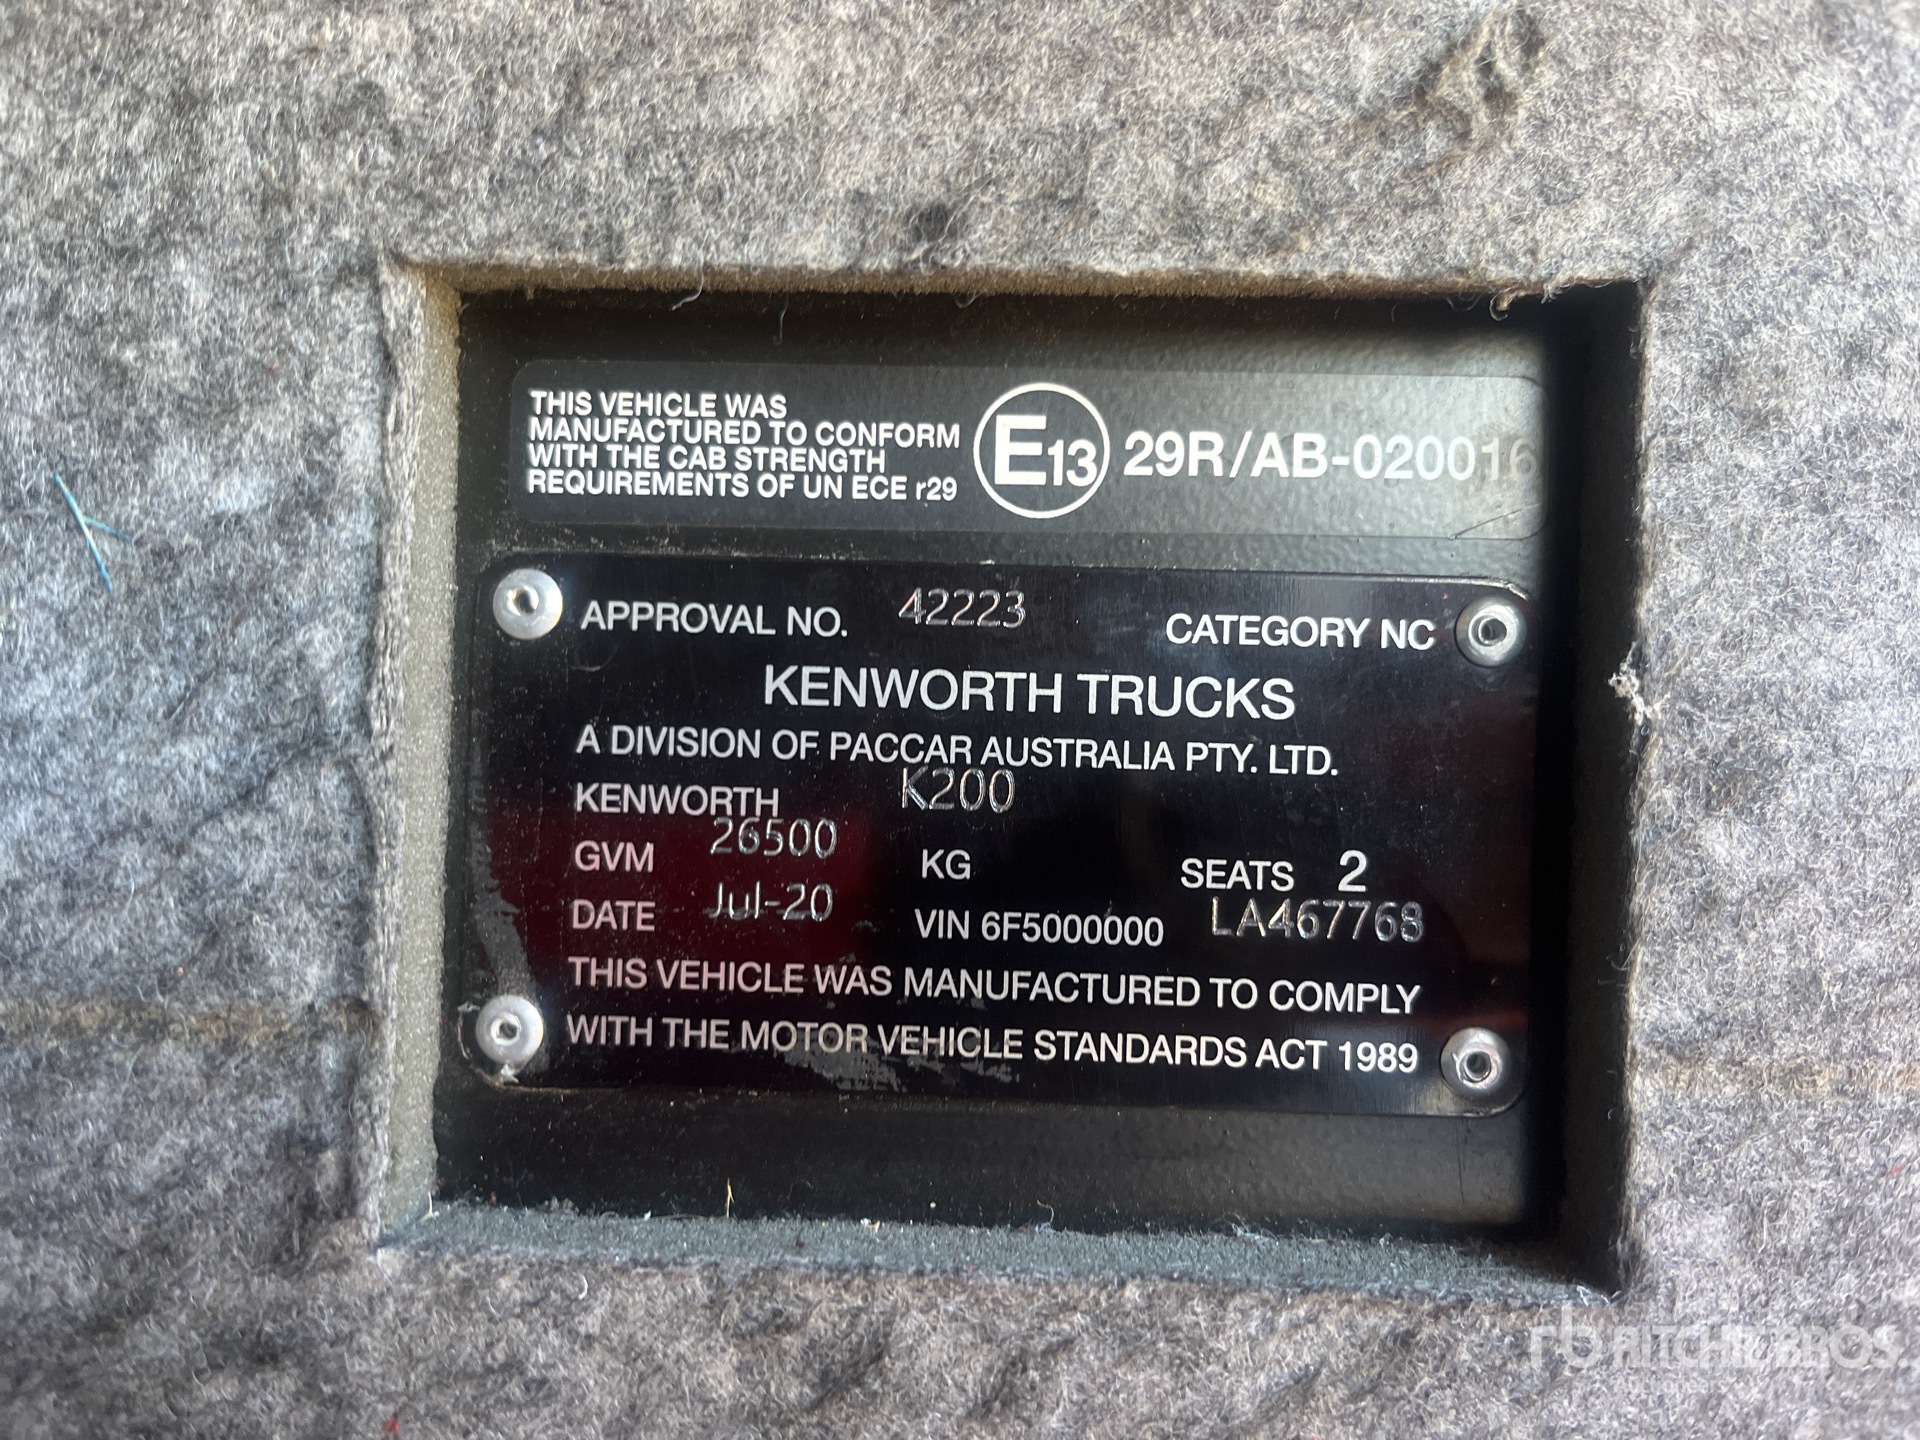 THIS VEHICLE WAS
MANUFACTURED TO CONFORM
WITH THE CAB STRENGTH
REQUIREMENTS OF UN ECE r29
E13 29R/AB-020016
APPROVAL NO. 42223 CATEGORY NC
KENWORTH TRUCKS
A DIVISION OF PACCAR AUSTRALIA PTY. LTD.
KENWORTH K200
GVM 26500 KG SEATS 2
DATE Jul-20 VIN 6F5000000 LA467768
THIS VEHICLE WAS MANUFACTURED TO COMPLY
WITH THE MOTOR VEHICLE STANDARDS ACT 1989
rb RITCHIE BROS.
Auctioneers